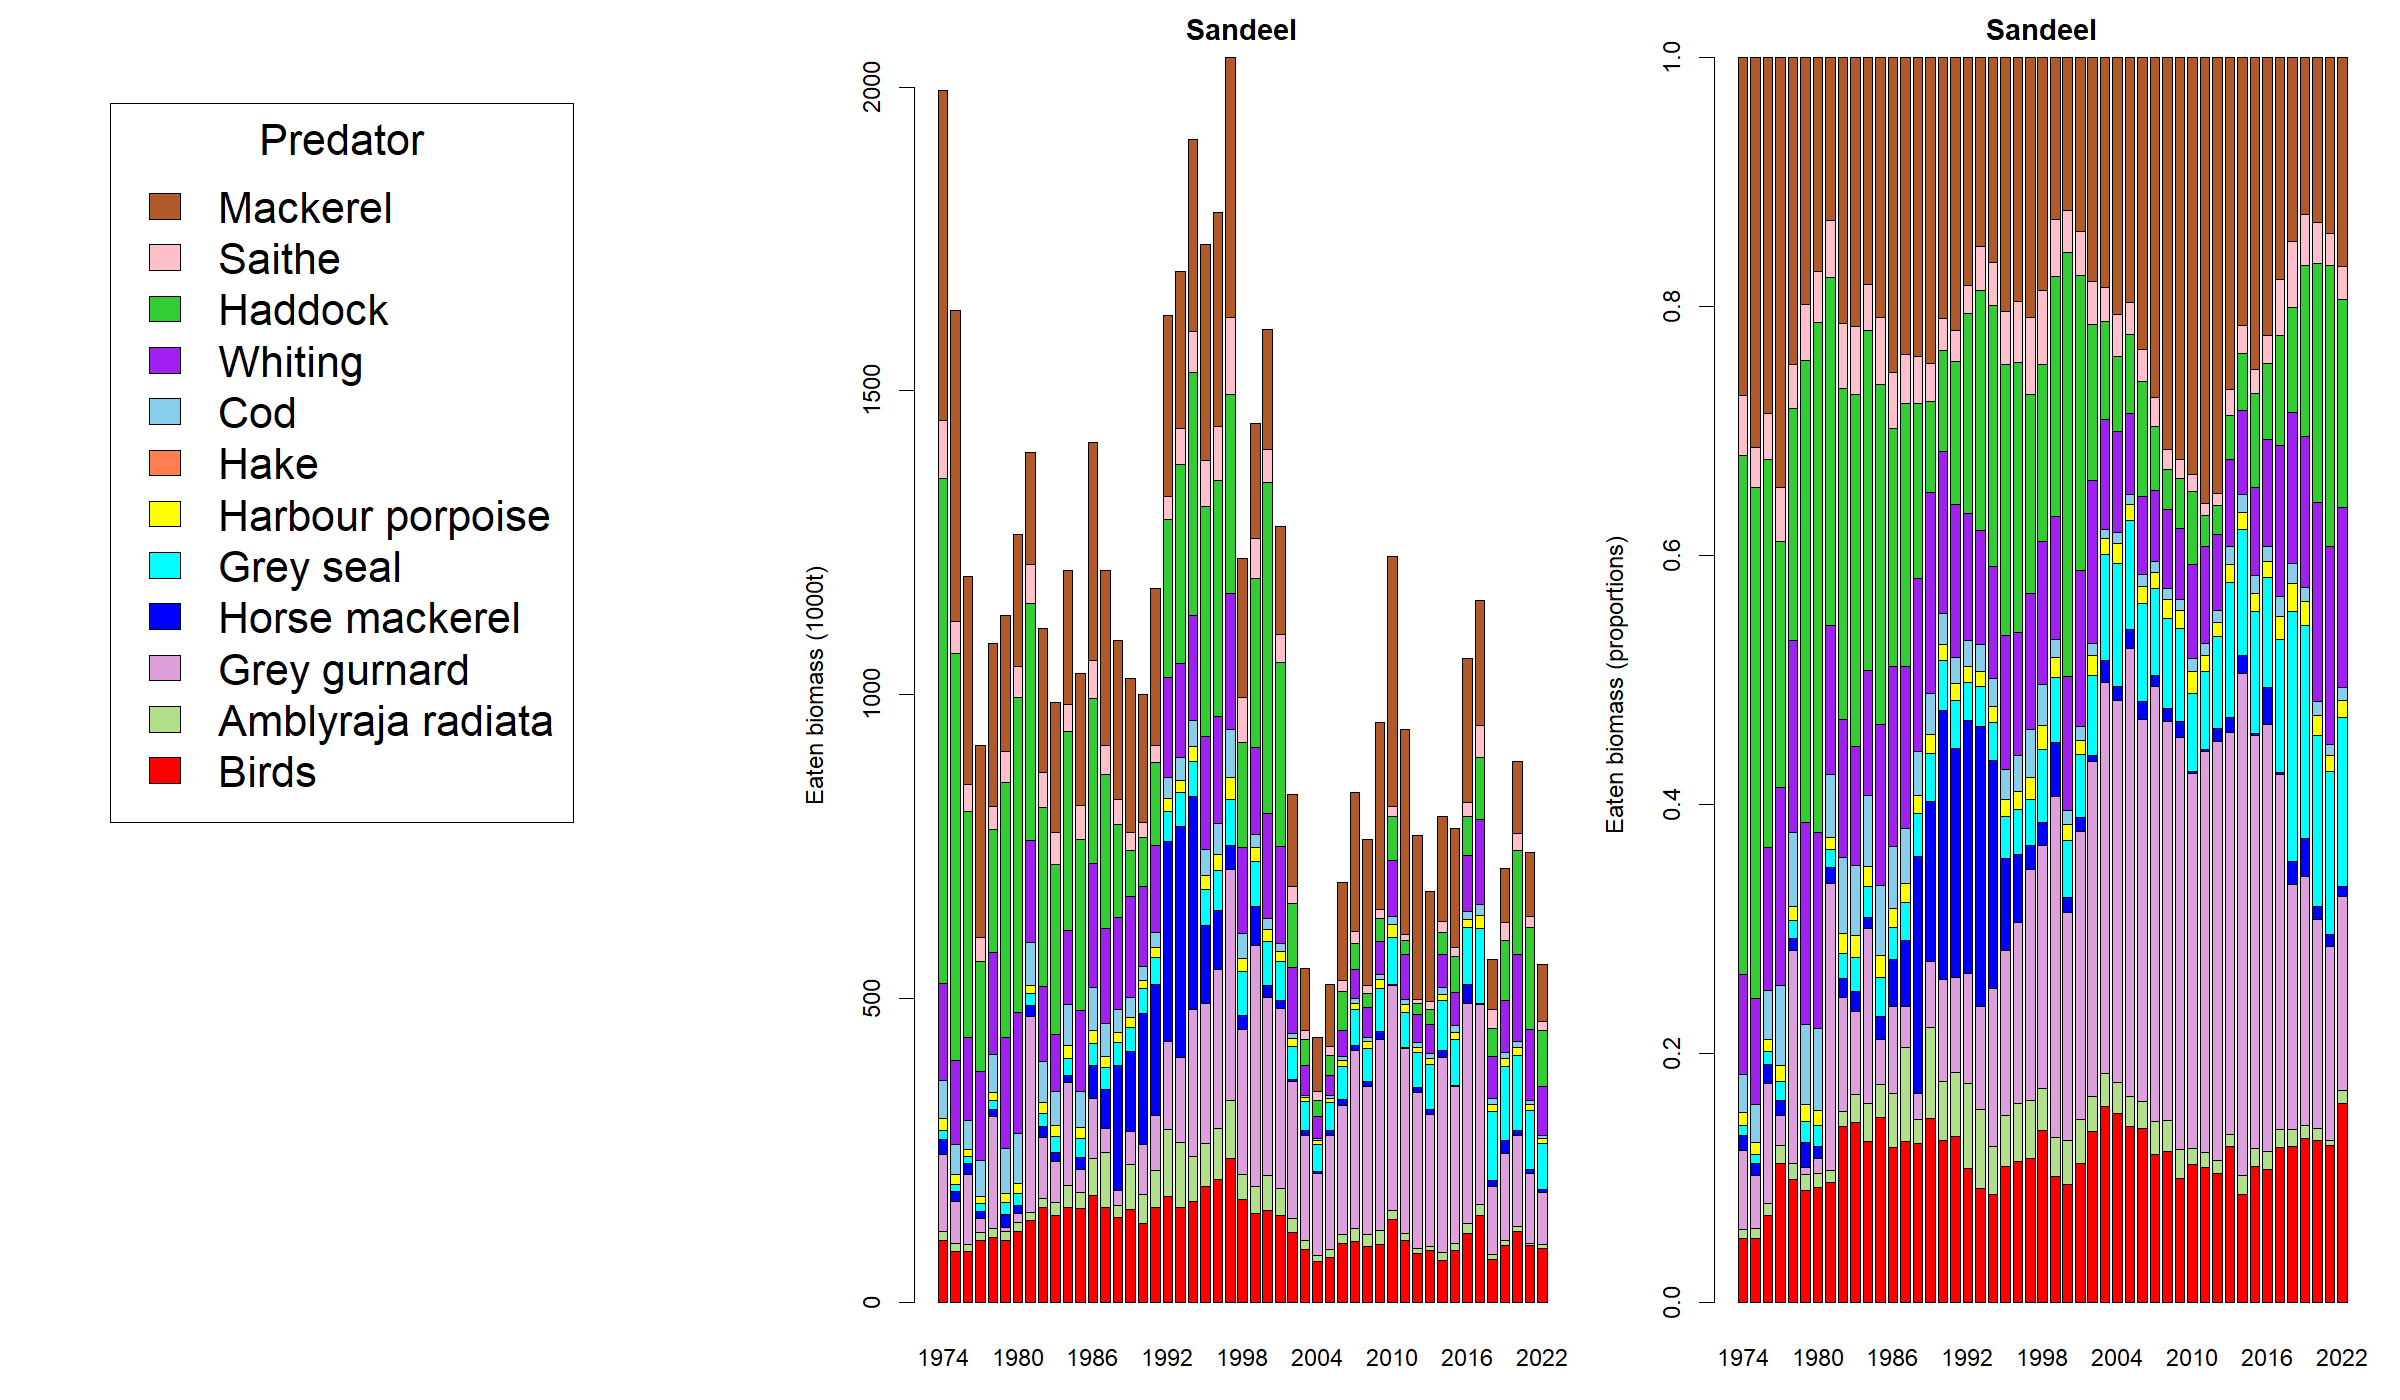 Predator
Mackerel
Saithe
Haddock
Whiting
Cod
Hake
Harbour porpoise
Grey seal
Horse mackerel
Grey gurnard
Amblyraja radiata
Birds
Sandeel
Eaten biomass (1000t)
2000
1500
1000
500
0
1974 1980 1986 1992 1998 2004 2010 2016 2022
Sandeel
Eaten biomass (proportions)
1.0
0.8
0.6
0.4
0.2
0.0
1974 1980 1986 1992 1998 2004 2010 2016 2022